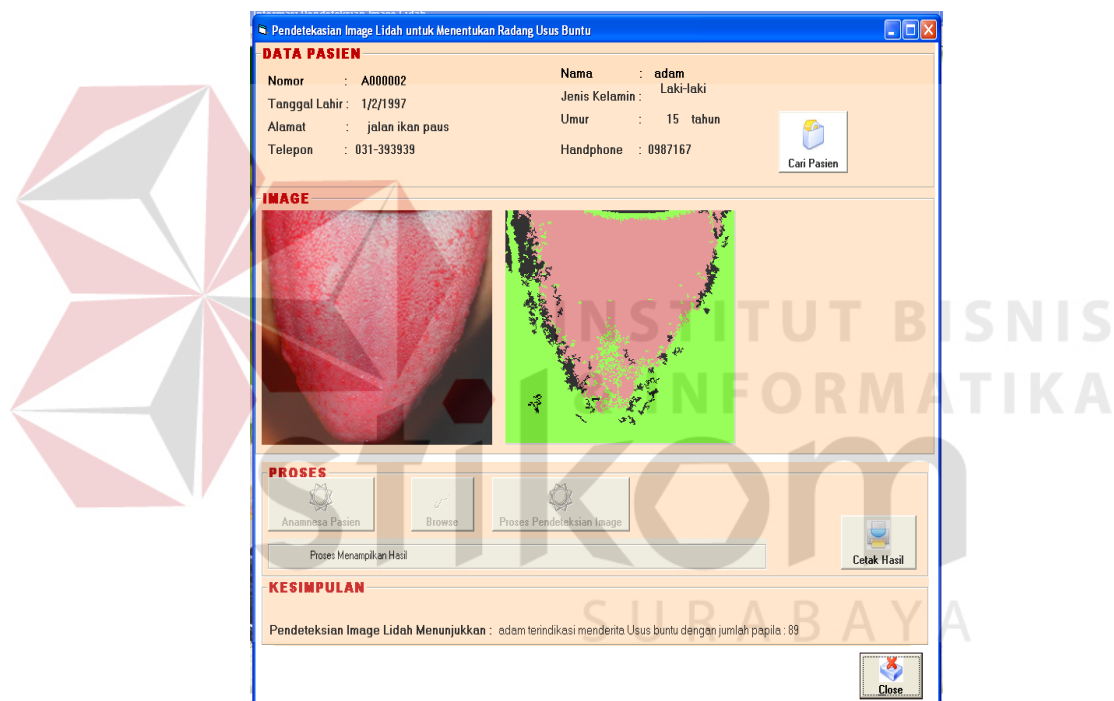 Pendetekasian Image Lidah untuk Menentukan Radang Usus Buntu
DATA PASIEN
Nomor : A000002
Nama : adam
Tanggal Lahir : 1/2/1997
Jenis Kelamin : Laki-laki
Alamat : jalan ikan paus
Umur : 15 tahun
Telepon : 031-393939
Handphone : 0987167
Cari Pasien
IMAGE
INSTITUT BISNIS
& INFORMATIKA
stikom
SURABAYA
PROSES
Anamnesa Pasien
Browse
Proses Pendeteksian Image
Proses Menampilkan Hasil
Cetak Hasil
KESIMPULAN
Pendeteksian Image Lidah Menunjukkan : adam terindikasi menderita Usus buntu dengan jumlah papila : 89
Close